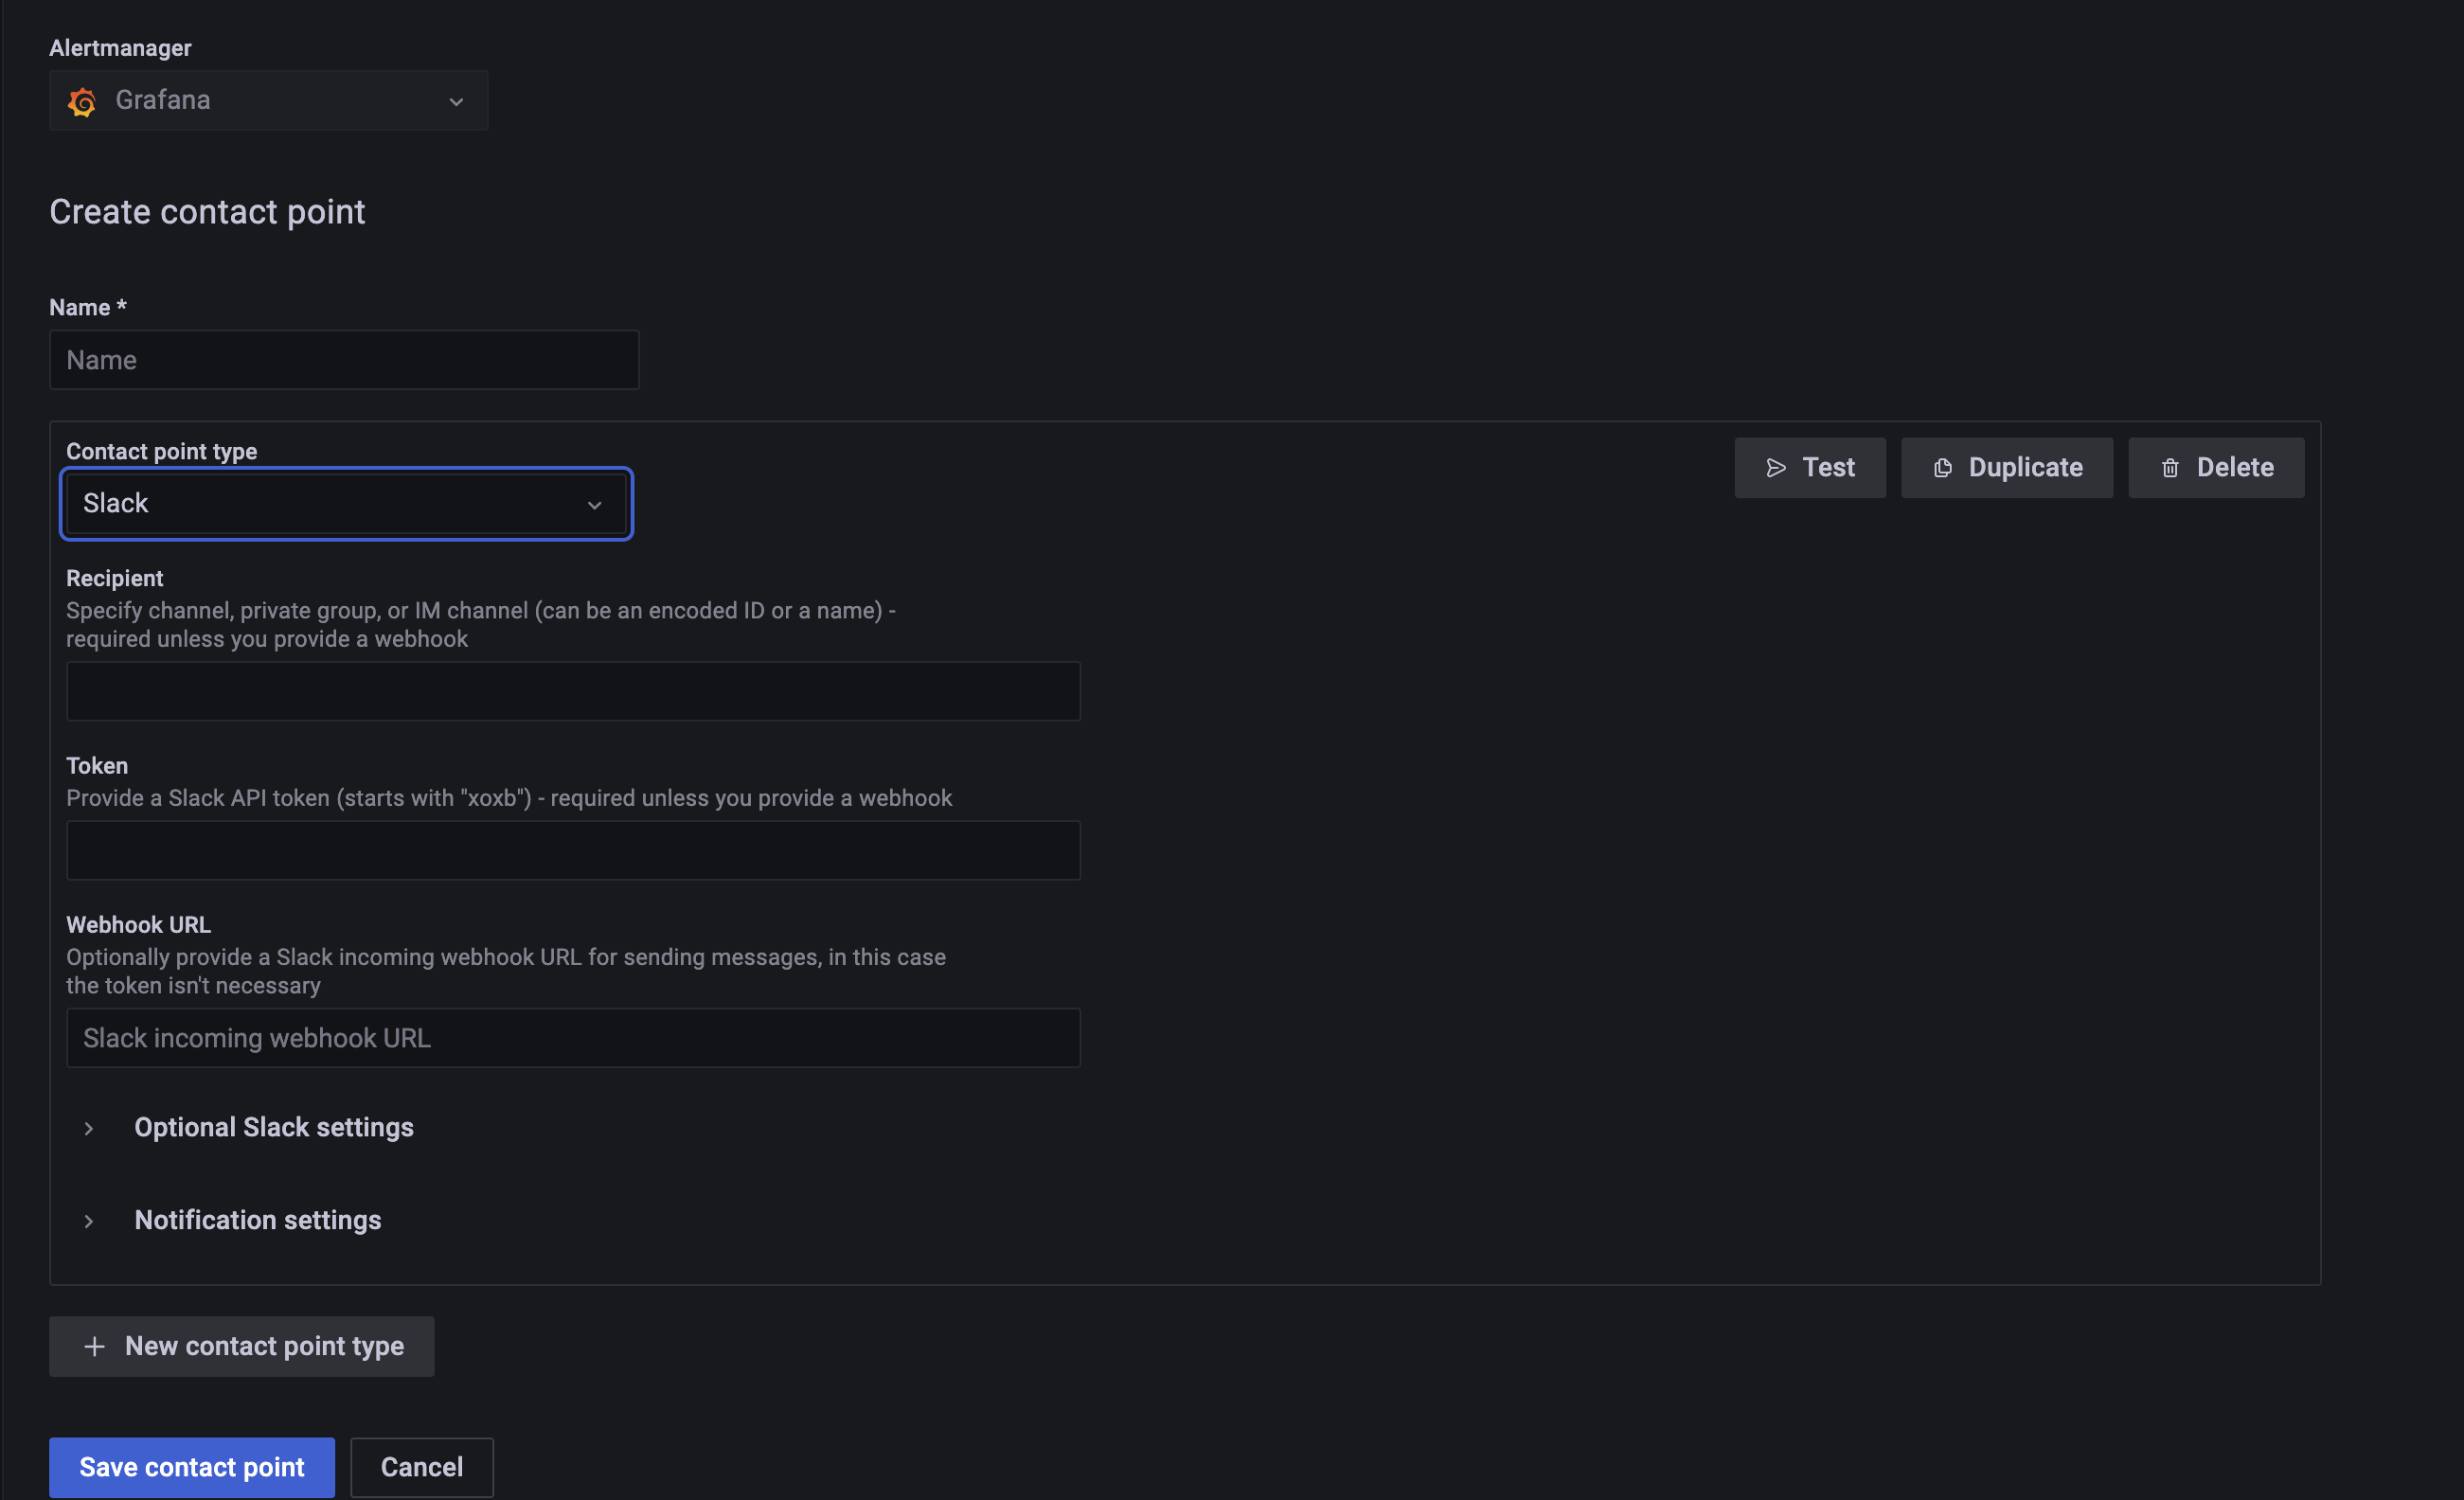 Alertmanager
Grafana
Create contact point
Name *
Name
Contact point type
Test
Duplicate
Delete
Slack
Recipient
Specify channel, private group, or IM channel (can be an encoded ID or a name) -
required unless you provide a webhook
Token
Provide a Slack API token (starts with "xoxb") - required unless you provide a webhook
Webhook URL
Optionally provide a Slack incoming webhook URL for sending messages, in this case
the token isn't necessary
Slack incoming webhook URL
Optional Slack settings
Notification settings
New contact point type
Save contact point
Cancel